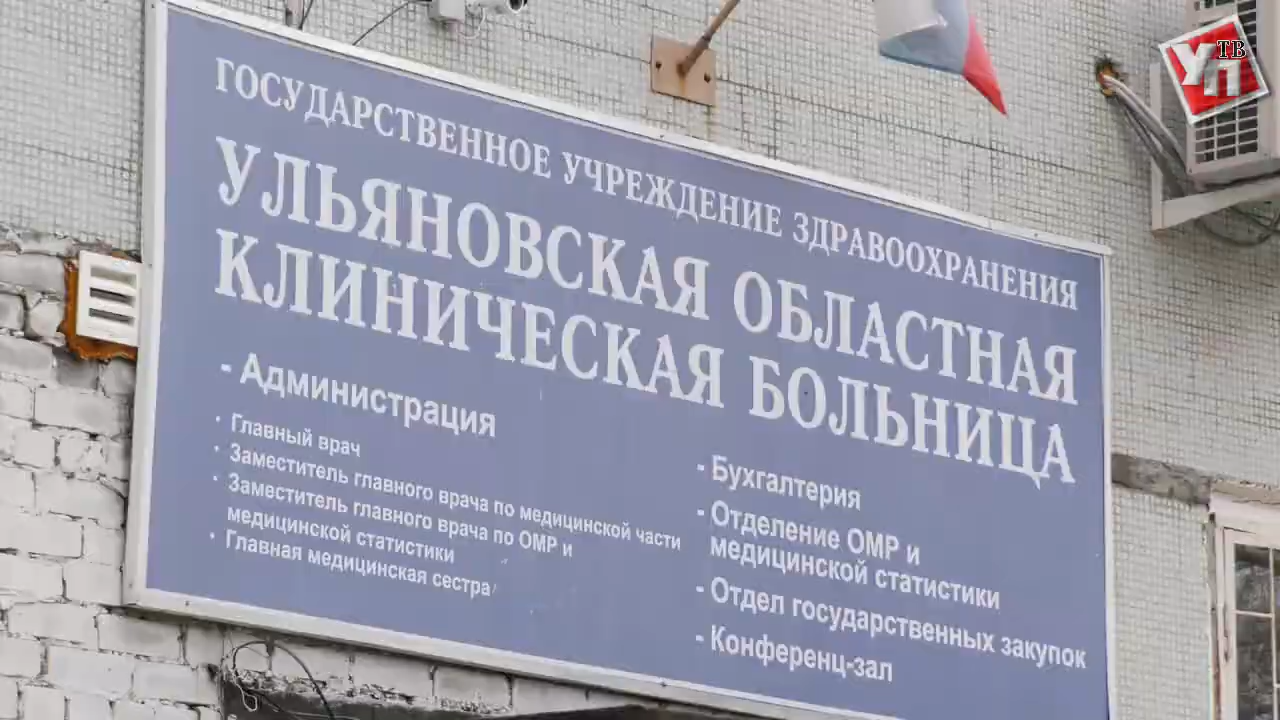 УП ТВ
ГОСУДАРСТВЕННОЕ УЧРЕЖДЕНИЕ ЗДРАВООХРАНЕНИЯ
УЛЬЯНОВСКАЯ ОБЛАСТНАЯ
КЛИНИЧЕСКАЯ БОЛЬНИЦА
- Администрация
· Главный врач
· Заместитель главного врача по медицинской части
· Заместитель главного врача по ОМР и
медицинской статистики
· Главная медицинская сестра
- Бухгалтерия
- Отделение ОМР и
медицинской статистики
- Отдел государственных закупок
- Конференц-зал